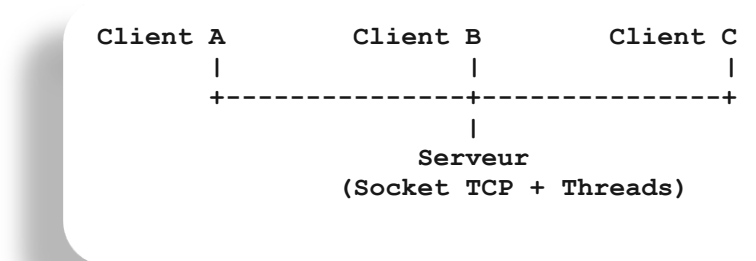 Client A        Client B        Client C
       |               |               |
       +---------------+---------------+
                       |
                    Serveur
               (Socket TCP + Threads)